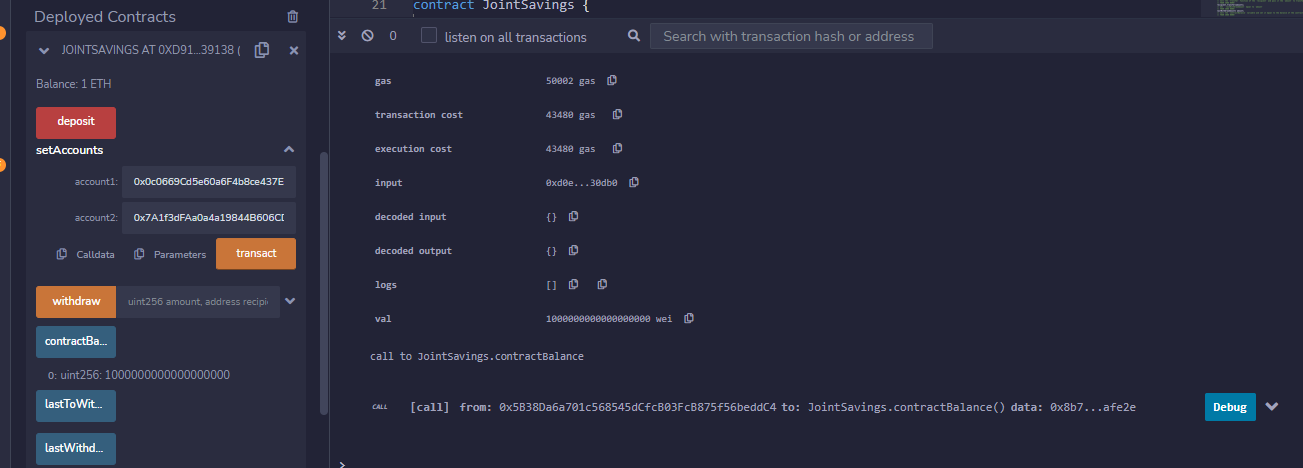 Deployed Contracts
JOINTSAVINGS AT 0XD91...39138 (
Balance: 1 ETH
deposit
setAccounts
account1: 0x0c0669Cd5e60a6F4b8ce437E
account2: 0x7A1f3dFAa0a4a19844B606CD
Calldata Parameters transact
withdraw uint256 amount, address recipie
contractBa...
0: uint256: 1000000000000000000
lastToWit...
lastWithd...
21 contract JointSavings {
0 listen on all transactions Search with transaction hash or address
gas 50002 gas
transaction cost 43480 gas
execution cost 43480 gas
input 0xd0e...30db0
decoded input {}
decoded output {}
logs []
val 1000000000000000000 wei
call to JointSavings.contractBalance
CALL [call] from: 0x5B38Da6a701c568545dCfcB03FcB875f56beddC4 to: JointSavings.contractBalance() data: 0x8b7...afe2e Debug
>